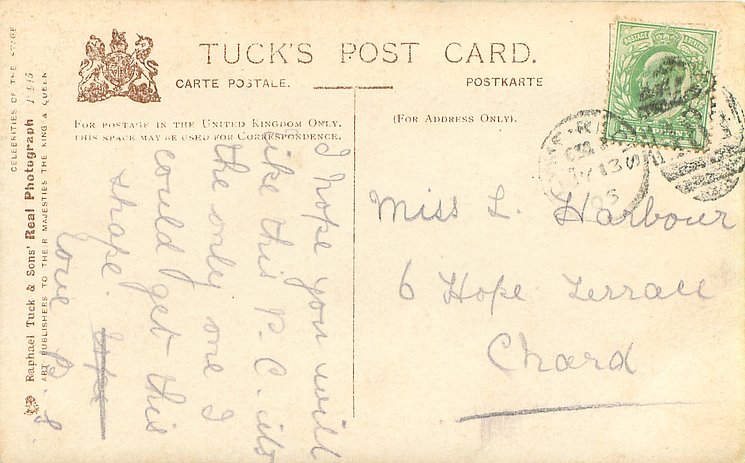 TUCK'S POST CARD.
CARTE POSTALE.
POSTKARTE
FOR POSTAGE IN THE UNITED KINGDOM ONLY.
THIS SPACE MAY BE USED FOR CORRESPONDENCE.
(FOR ADDRESS ONLY).
I hope you will
like this P.C. its
the only one I
could get this
shape.
love
Miss L. Harbour
6 Hope Terrace
Chard
CELEBRITIES OF THE STAGE
Raphael Tuck & Sons' Real Photograph
ART PUBLISHERS TO THEIR MAJESTIES THE KING & QUEEN
POSTAGE